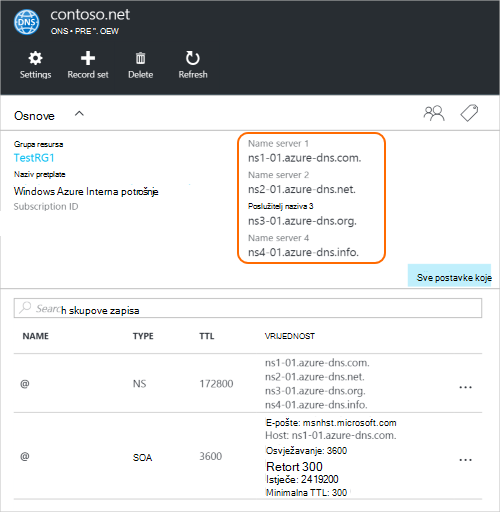 DNS
contoso.net
ONS • PRE ". OEW
Settings
Record set
Delete
Refresh
Osnove
Grupa resursa
TestRG1
Naziv pretplate
Windows Azure Interna potrošnje
Subscription ID
Name server 1
ns1-01.azure-dns.com.
Name server 2
ns2-01.azure-dns.net.
Poslužitelj naziva 3
ns3-01.azure-dns.org.
Name server 4
ns4-01.azure-dns.info.
Sve postavke koje
Search skupove zapisa
NAME TYPE TTL VRIJEDNOST
@ NS 172800
ns1-01.azure-dns.com.
ns2-01.azure-dns.net.
ns3-01.azure-dns.org.
ns4-01.azure-dns.info.
...
@ SOA 3600
E-pošte: msnhst.microsoft.com
Host: ns1-01.azure-dns.com.
Osvježavanje: 3600
Retort 300
Istječe: 2419200
Minimalna TTL: 300
...